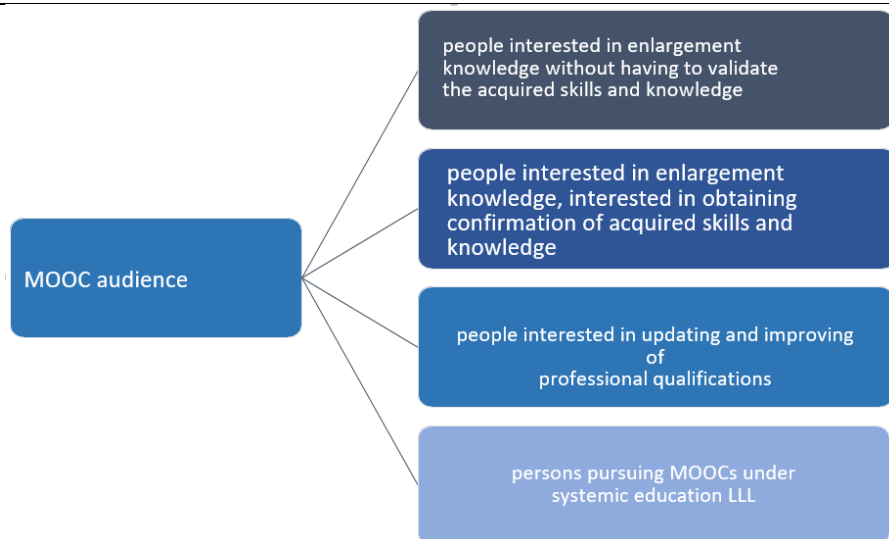 people interested in enlargement
knowledge without having to validate
the acquired skills and knowledge
people interested in enlargement
knowledge, interested in obtaining
confirmation of acquired skills and
knowledge
MOOC audience
people interested in updating and improving
of
professional qualifications
persons pursuing MOOCs under
systemic education LLL